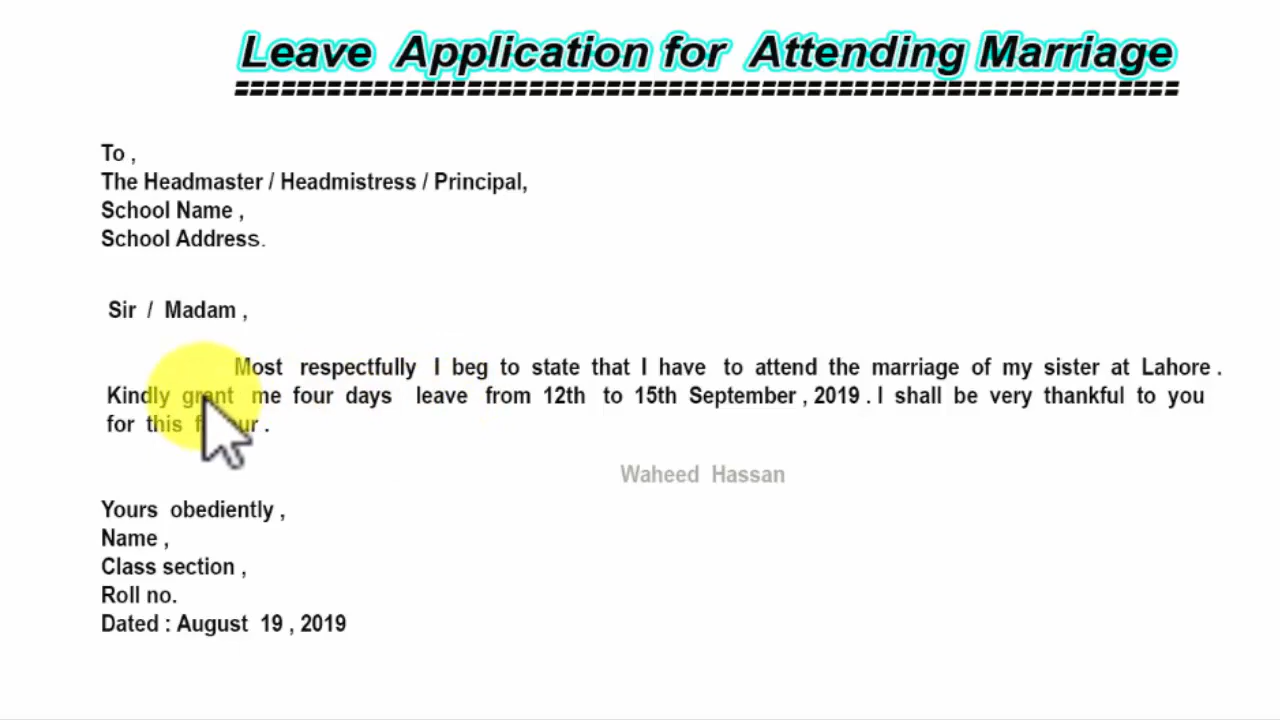 Leave Application for Attending Marriage
To ,
The Headmaster / Headmistress / Principal,
School Name ,
School Address.
Sir / Madam ,
Most respectfully I beg to state that I have to attend the marriage of my sister at Lahore .
Kindly grant me four days leave from 12th to 15th September , 2019 . I shall be very thankful to you
for this .
Waheed Hassan
Yours obediently ,
Name ,
Class section ,
Roll no.
Dated : August 19 , 2019